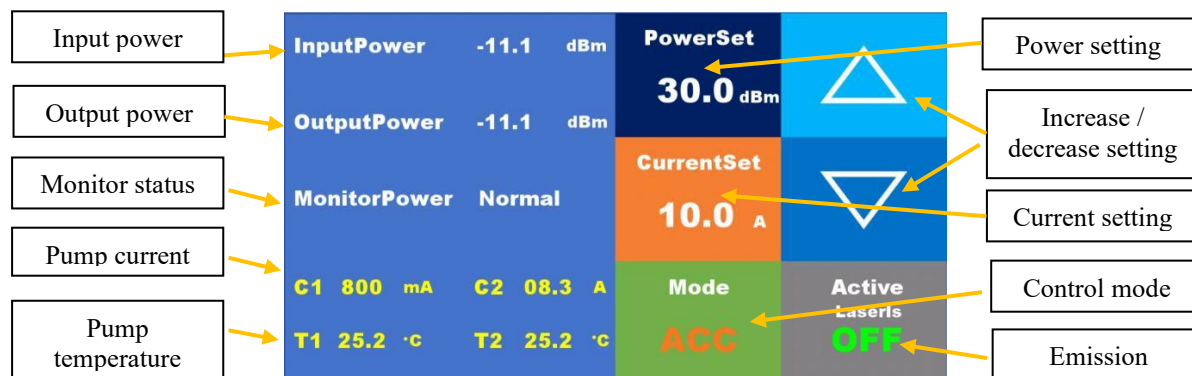 Input power
Output power
Monitor status
Pump current
Pump
temperature
InputPower -11.1 dBm
OutputPower -11.1 dBm
MonitorPower Normal
C1 800 mA C2 08.3 A
T1 25.2 °C T2 25.2 °C
PowerSet
30.0 dBm
CurrentSet
10.0 A
Mode
ACC
Active
LaserIs
OFF
Power setting
Increase /
decrease setting
Current setting
Control mode
Emission